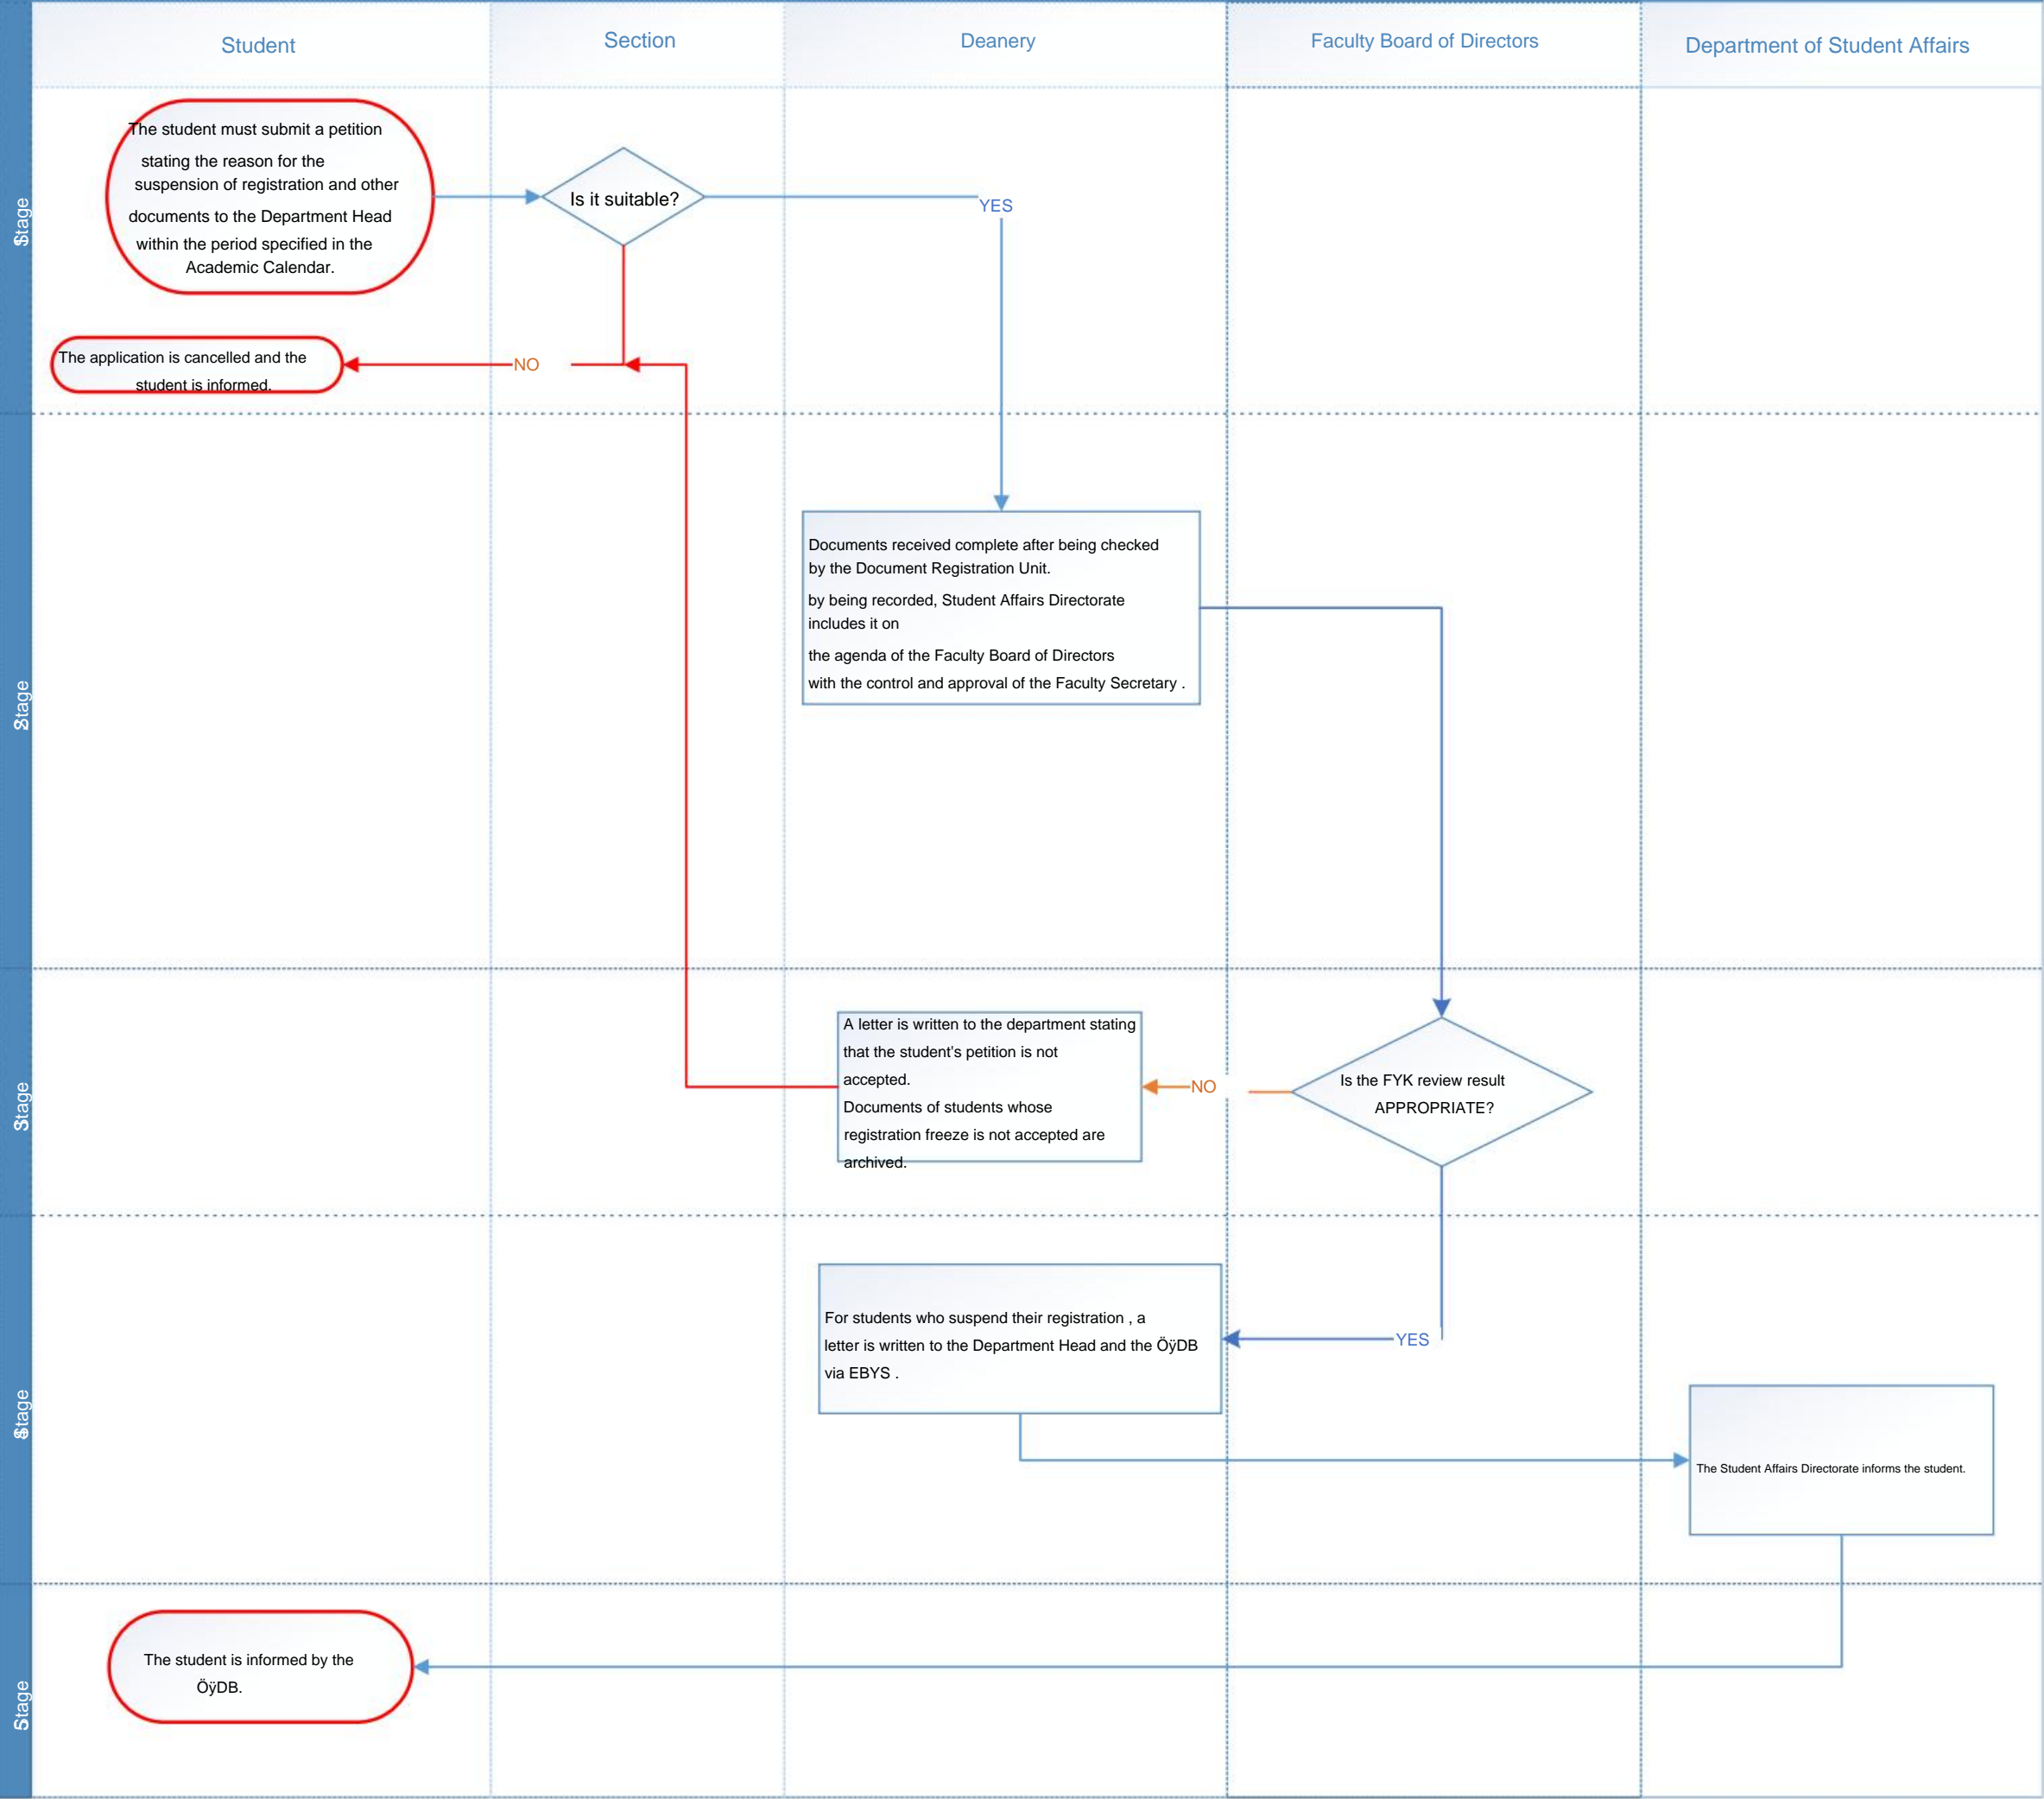 Student
Section
Deanery
Faculty Board of Directors
Department of Student Affairs
Stage
The student must submit a petition
stating the reason for the
suspension of registration and other
documents to the Department Head
within the period specified in the
Academic Calendar.
Is it suitable?
YES
The application is cancelled and the
student is informed.
NO
Stage
Documents received complete after being checked
by the Document Registration Unit.
by being recorded, Student Affairs Directorate
includes it on
the agenda of the Faculty Board of Directors
with the control and approval of the Faculty Secretary .
Stage
A letter is written to the department stating
that the student's petition is not
accepted.
Documents of students whose
registration freeze is not accepted are
archived.
NO
Is the FYK review result
APPROPRIATE?
Stage
For students who suspend their registration , a
letter is written to the Department Head and the ÖÿDB
via EBYS .
YES
The Student Affairs Directorate informs the student.
Stage
The student is informed by the
ÖÿDB.